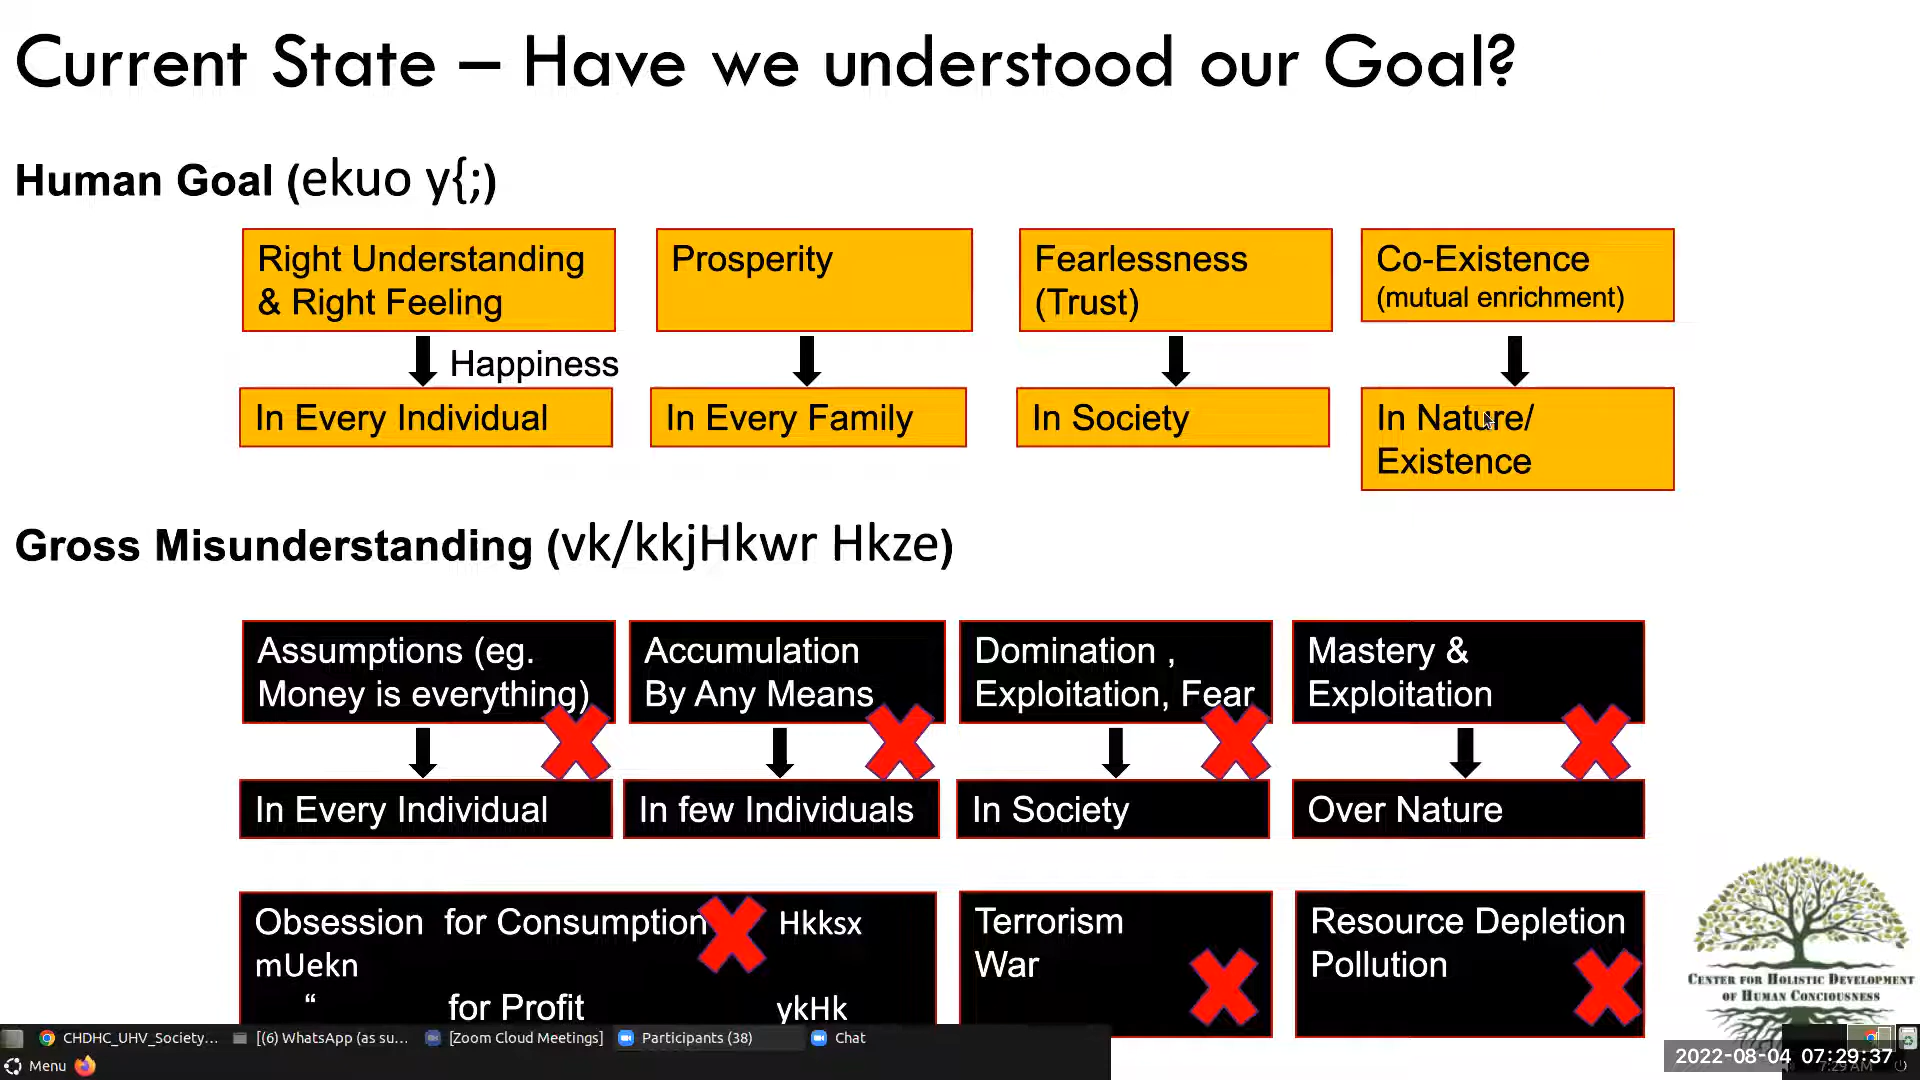 Current State – Have we understood our Goal?
Human Goal (ekuo y{;)
Right Understanding
& Right Feeling
Prosperity
Fearlessness
(Trust)
Co-Existence
(mutual enrichment)
Happiness
In Every Individual
In Every Family
In Society
In Nature/
Existence
Gross Misunderstanding (vk/kkjHkwr Hkze)
Assumptions (eg.
Money is everything)
Accumulation
By Any Means
Domination ,
Exploitation, Fear
Mastery &
Exploitation
In Every Individual
In few Individuals
In Society
Over Nature
Obsession for Consumption Hkksx
mUekn
“ for Profit ykHk
Terrorism
War
Resource Depletion
Pollution
CENTER FOR HOLISTIC DEVELOPMENT
OF HUMAN CONCIOUSNESS
CHDHC_UHV_Society...
[(6) WhatsApp (as su...
[Zoom Cloud Meetings]
Participants (38)
Chat
Menu
2022-08-04 07:29:37
7:29 AM